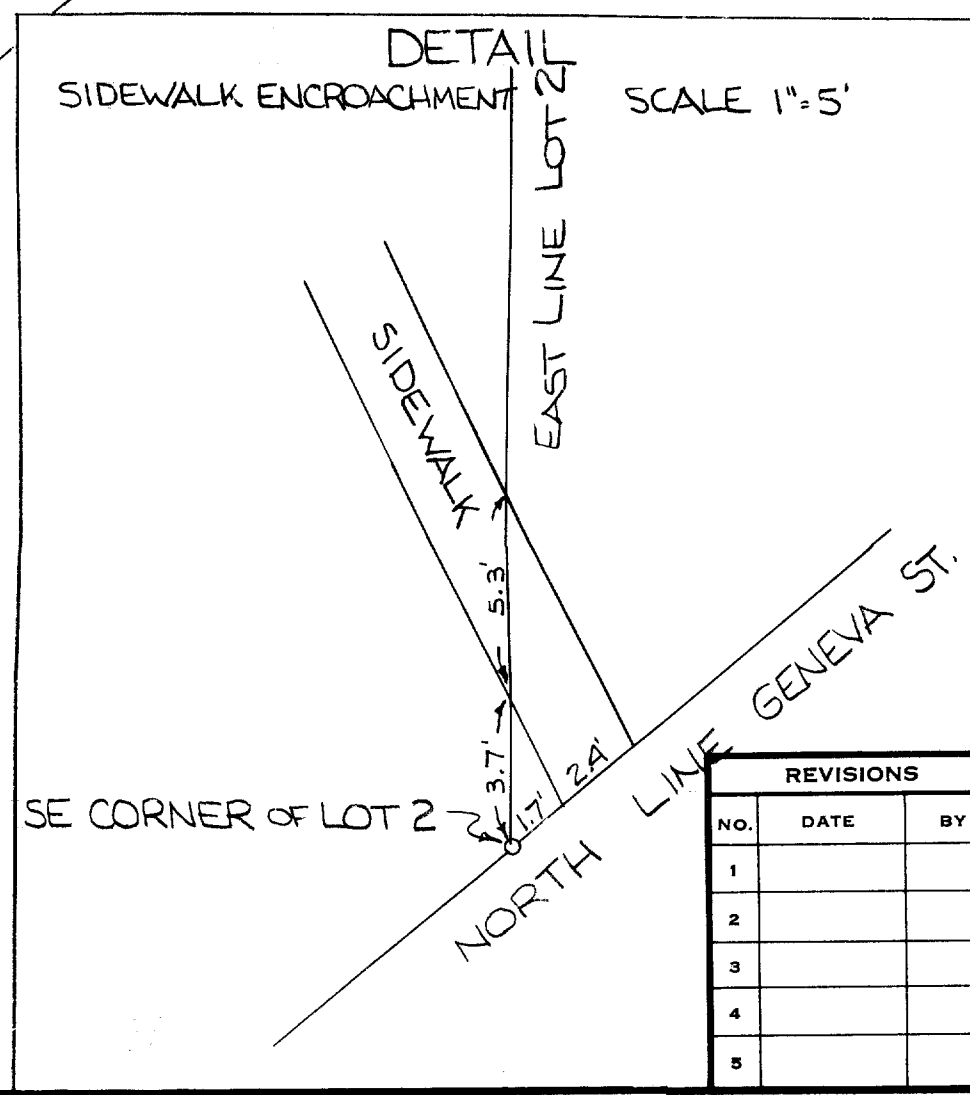 DETAIL
SIDEWALK ENCROACHMENT
SCALE 1"=5'
EAST LINE LOT 2
SIDEWALK
5.3'
3.7'
1.7'
2.4'
SE CORNER OF LOT 2
NORTH LINE GENEVA ST.
REVISIONS
NO. DATE BY
1
2
3
4
5